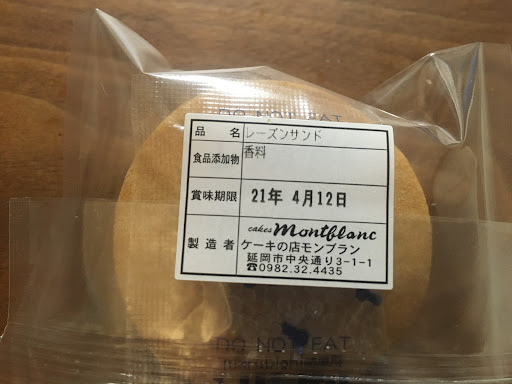 DO NOT EAT
品名 レーズンサンド
食品添加物 香料
賞味期限 21年 4月12日
cakes Montblanc
製造者 ケーキの店モンブラン
延岡市中央通り3-1-1
☎0982.32.4435
DO NOT EAT